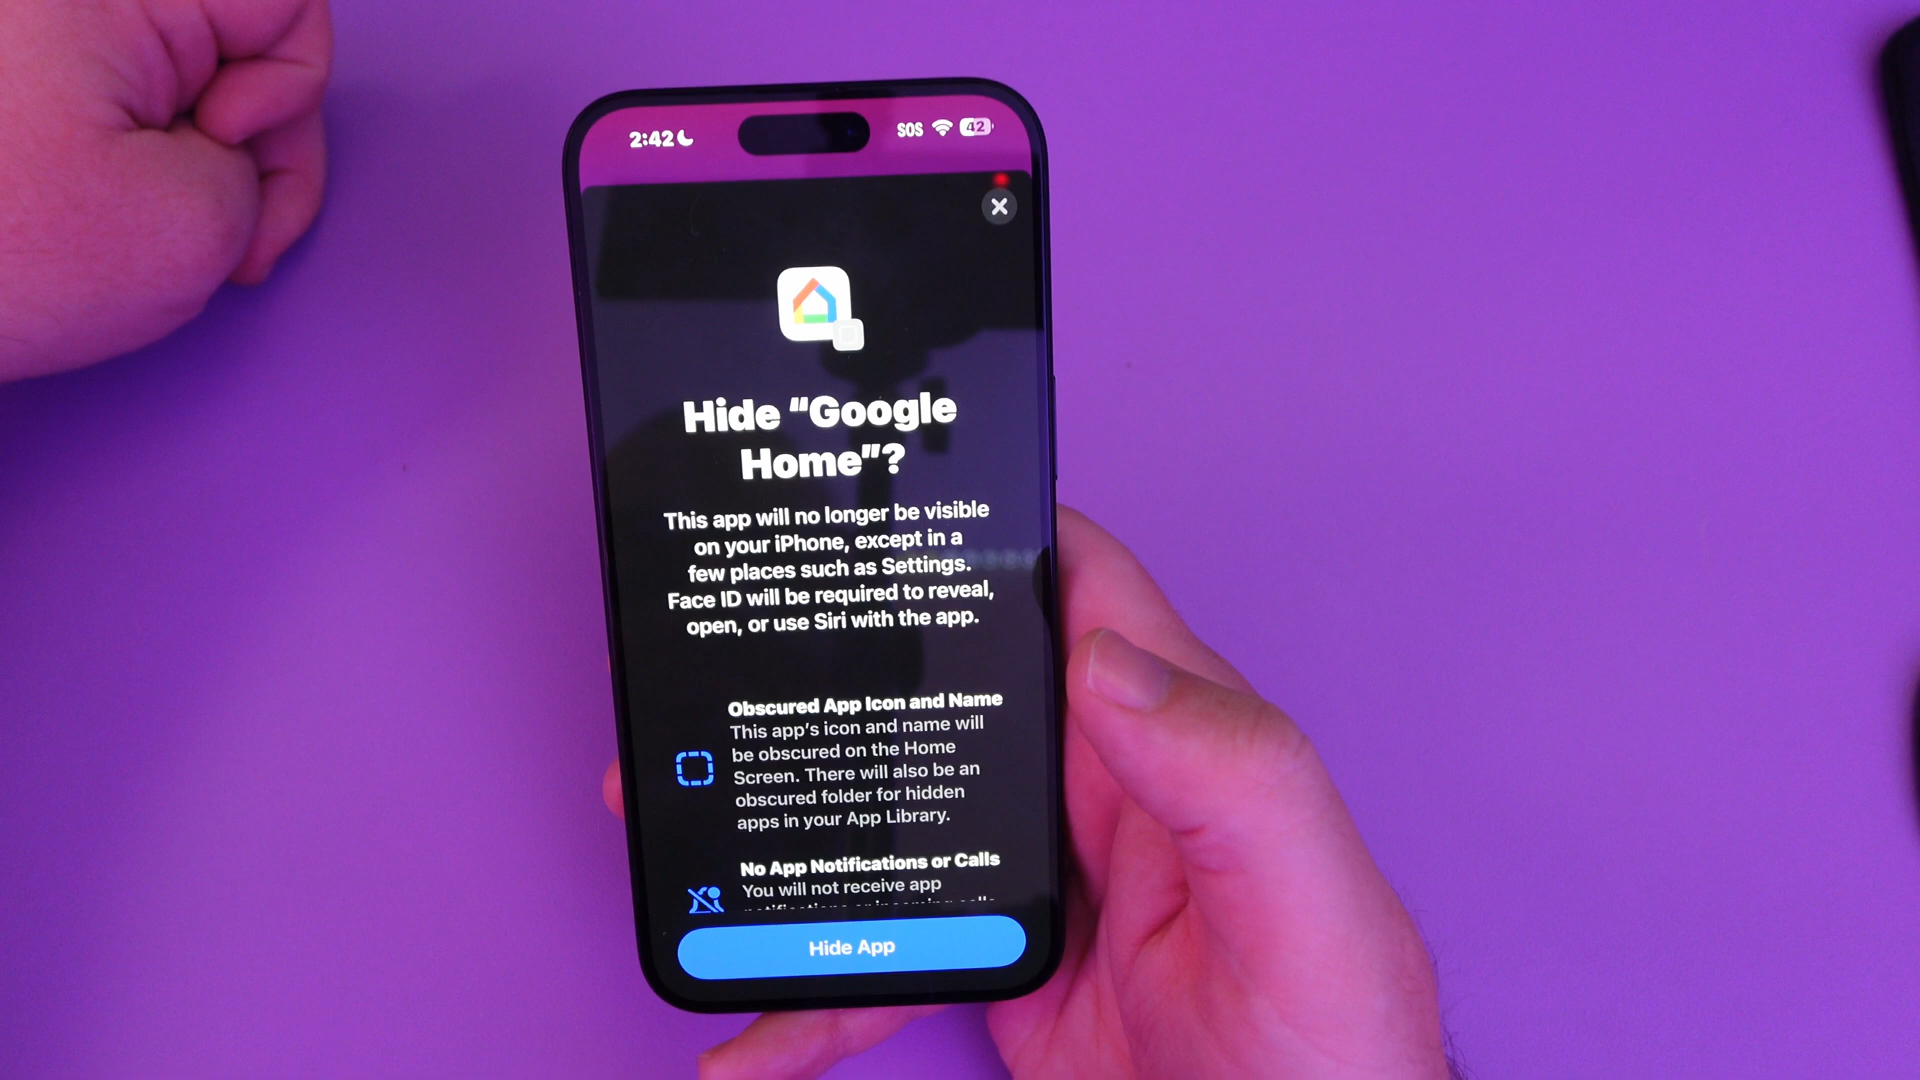 2:42 SOS 42
Hide “Google
Home”?
This app will no longer be visible
on your iPhone, except in a
few places such as Settings.
Face ID will be required to reveal,
open, or use Siri with the app.
Obscured App Icon and Name
This app’s icon and name will
be obscured on the Home
Screen. There will also be an
obscured folder for hidden
apps in your App Library.
No App Notifications or Calls
You will not receive app
notifications or incoming calls
Hide App